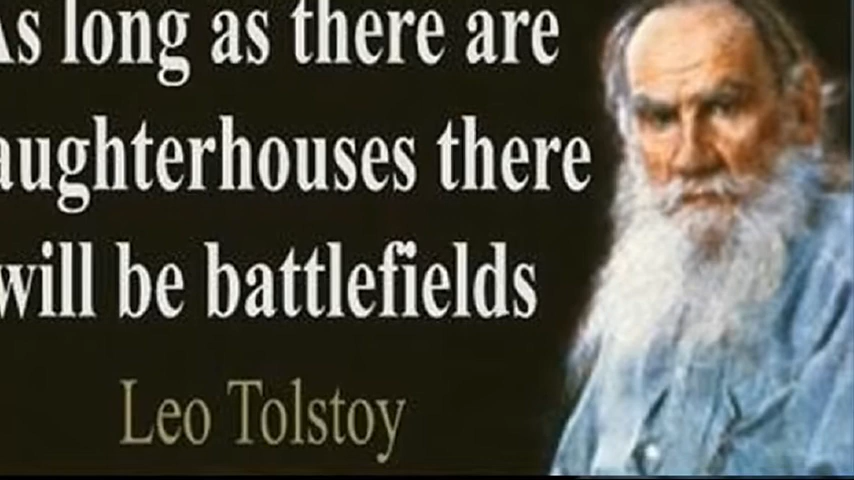 As long as there are
aughterhouses there
will be battlefields
Leo Tolstoy